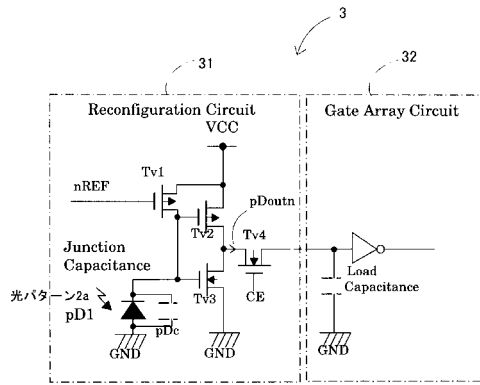 3
31
32
Reconfiguration Circuit
Gate Array Circuit
VCC
Tv1
nREF
pDoutn
Tv2
Tv4
Junction
Capacitance
Load
Capacitance
Tv3
CE
光パターン2a
pD1
pDc
GND
GND
GND